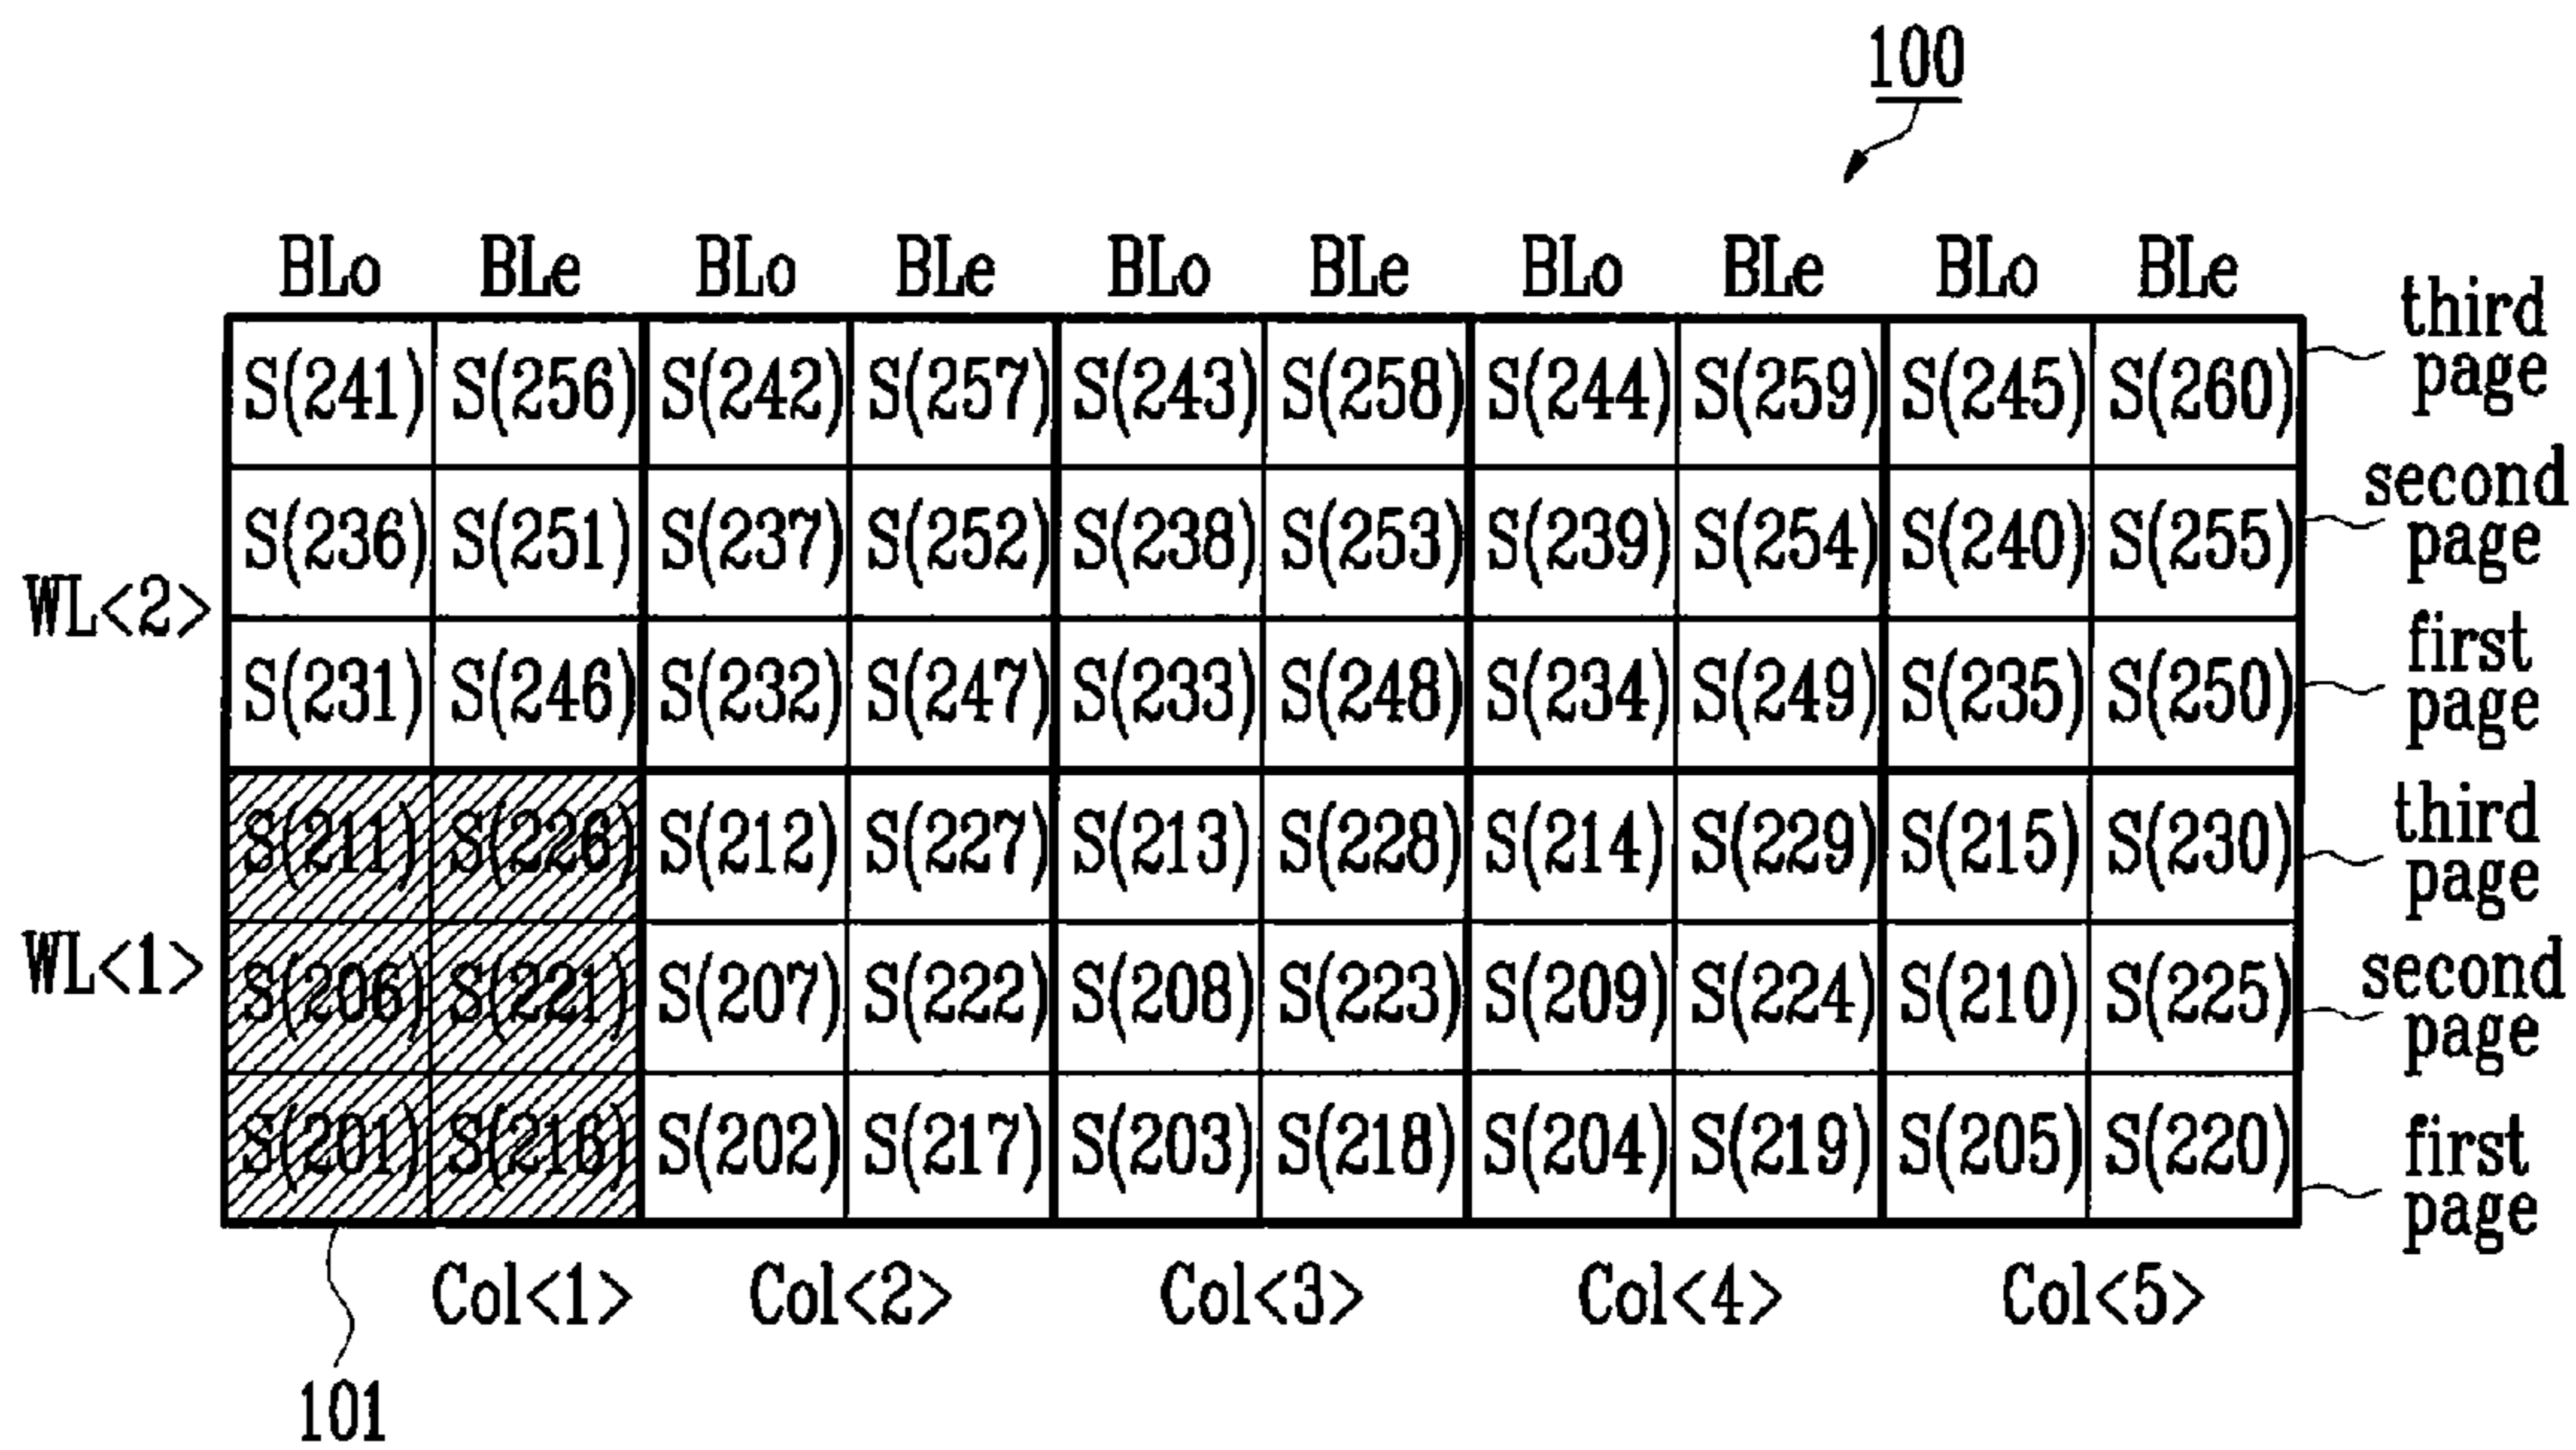 100
BLo BLe BLo BLe BLo BLe BLo BLe BLo BLe
S(241) S(256) S(242) S(257) S(243) S(258) S(244) S(259) S(245) S(260) third page
S(236) S(251) S(237) S(252) S(238) S(253) S(239) S(254) S(240) S(255) second page
WL<2>
S(231) S(246) S(232) S(247) S(233) S(248) S(234) S(249) S(235) S(250) first page
S(211) S(226) S(212) S(227) S(213) S(228) S(214) S(229) S(215) S(230) third page
WL<1>
S(206) S(221) S(207) S(222) S(208) S(223) S(209) S(224) S(210) S(225) second page
S(201) S(216) S(202) S(217) S(203) S(218) S(204) S(219) S(205) S(220) first page
Col<1> Col<2> Col<3> Col<4> Col<5>
101